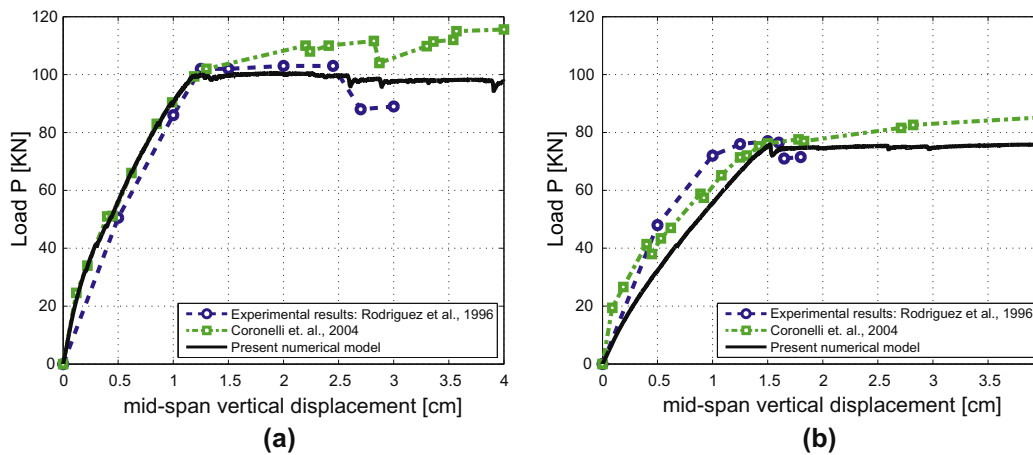 120
100
80
60
40
20
0
Load P [KN]
Experimental results: Rodriguez et al., 1996
Coronelli et. al., 2004
Present numerical model
0 0.5 1 1.5 2 2.5 3 3.5 4
mid-span vertical displacement [cm]
(a)
120
100
80
60
40
20
0
Load P [KN]
Experimental results: Rodriguez et al., 1996
Coronelli et. al., 2004
Present numerical model
0 0.5 1 1.5 2 2.5 3 3.5
mid-span vertical displacement [cm]
(b)